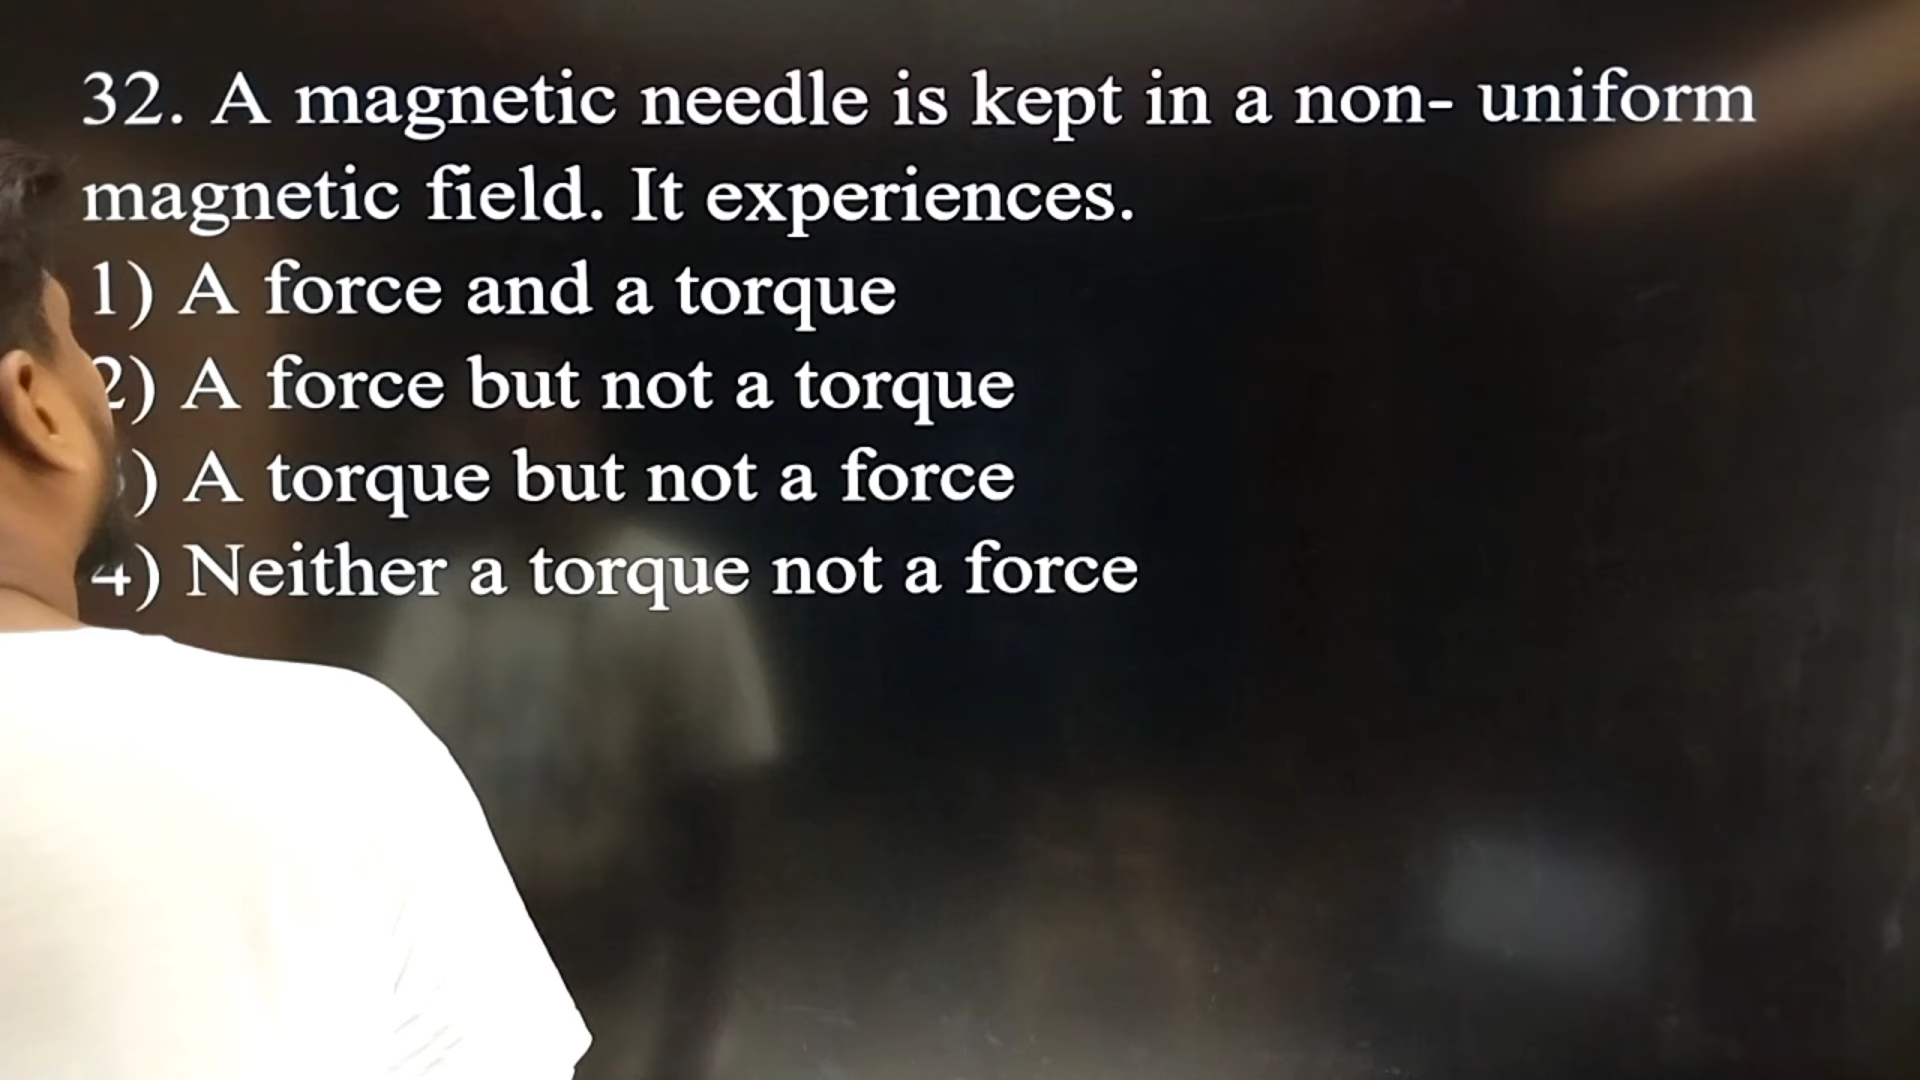 32. A magnetic needle is kept in a non- uniform
magnetic field. It experiences.
1) A force and a torque
2) A force but not a torque
) A torque but not a force
4) Neither a torque not a force